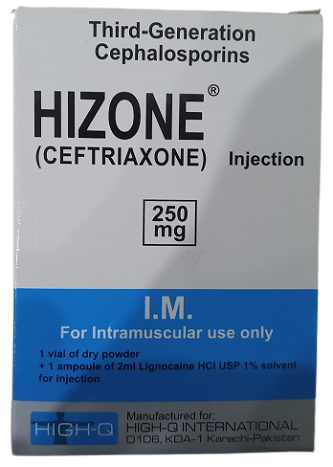 Third-Generation
Cephalosporins
HIZONE®
(CEFTRIAXONE) Injection
250
mg
I.M.
For Intramuscular use only
1 vial of dry powder
+ 1 ampoule of 2ml Lignocaine HCl USP 1% solvent
for injection
HIGH-Q
Manufactured for:
HIGH-Q INTERNATIONAL
D106, KDA-1 Karachi-Pakistan